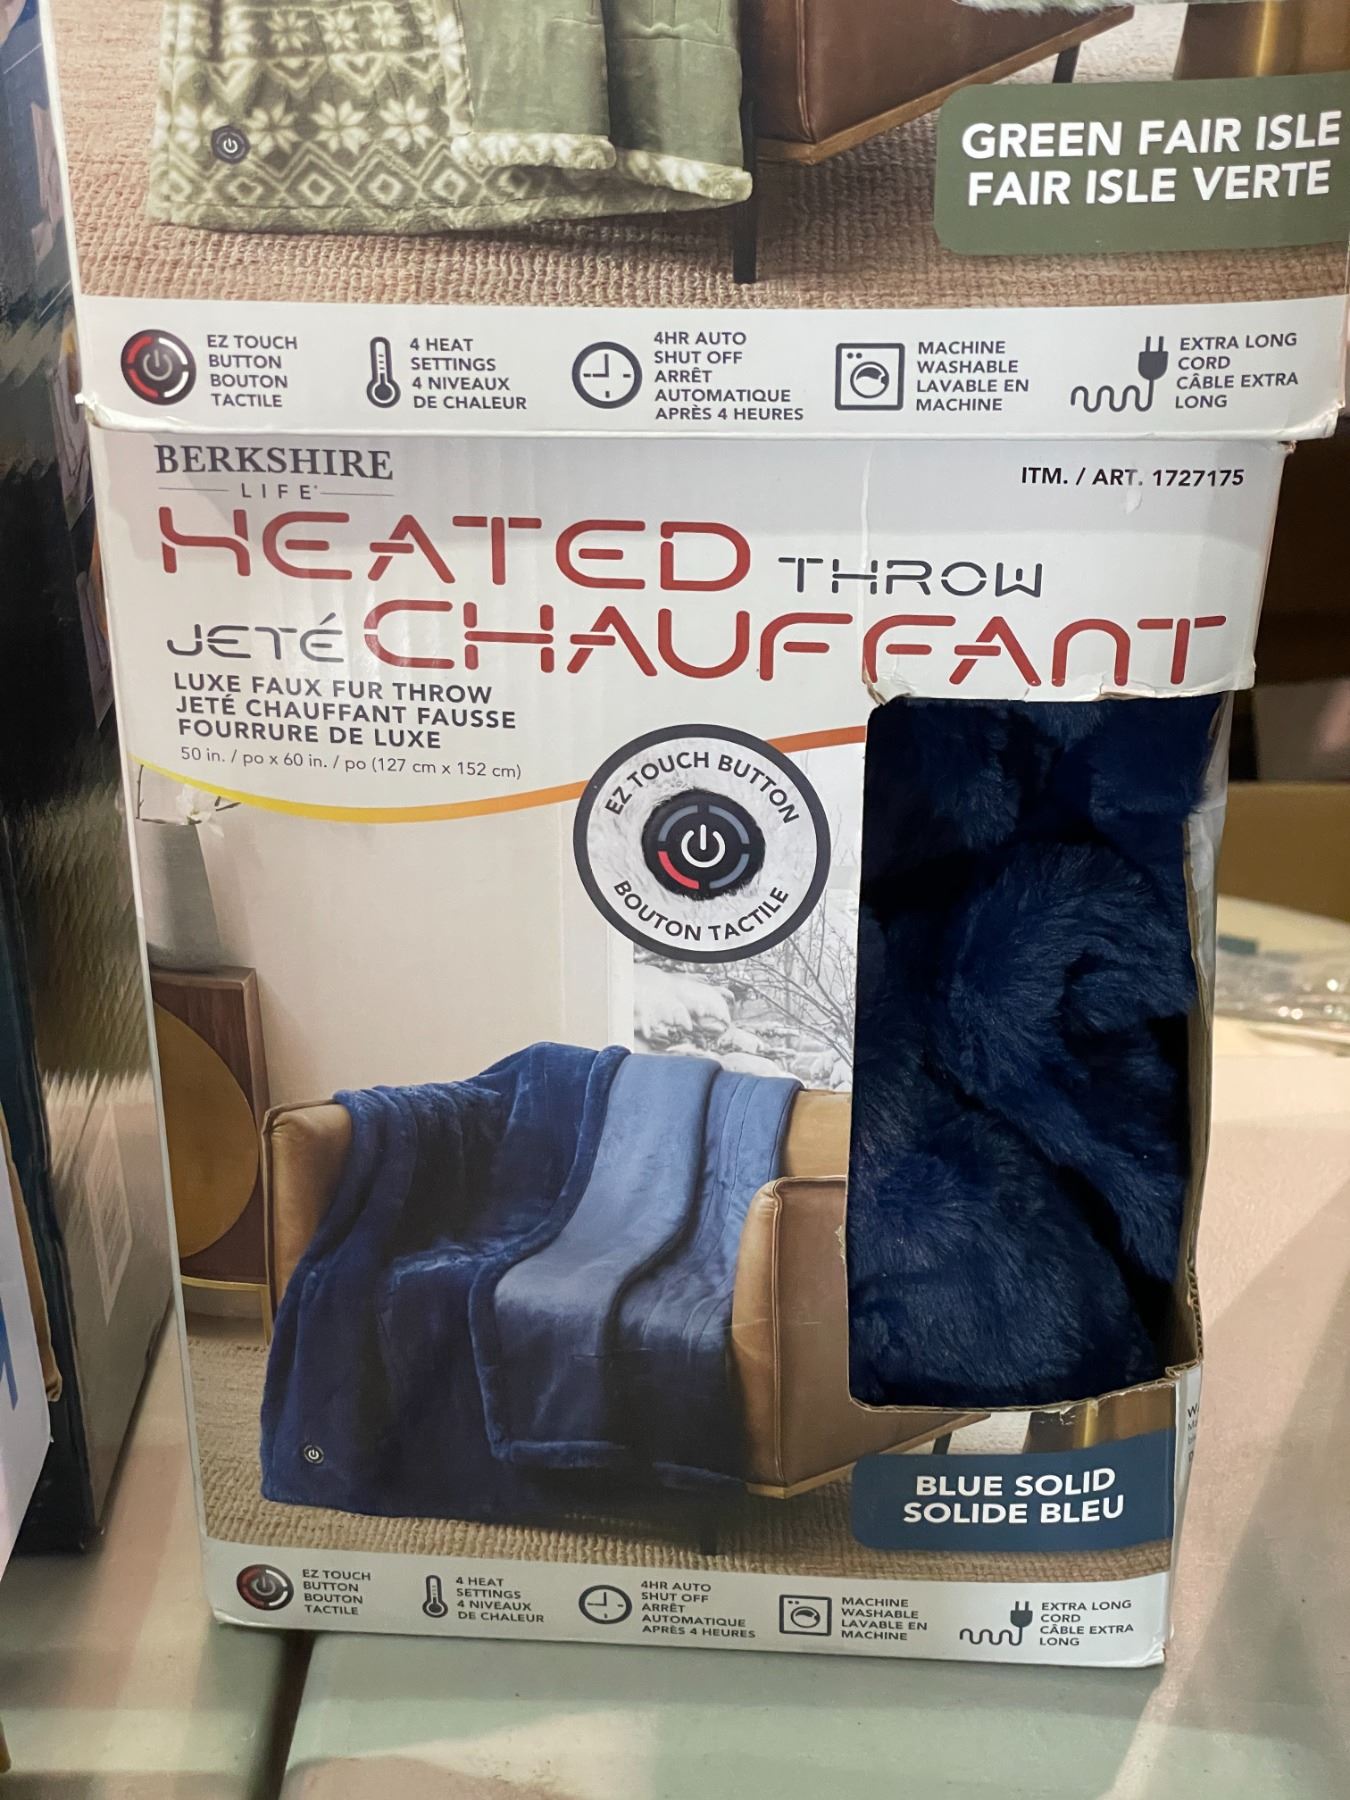 GREEN FAIR ISLE
FAIR ISLE VERTE
EZ TOUCH
BUTTON
BOUTON
TACTILE
4 HEAT
SETTINGS
4 NIVEAUX
DE CHALEUR
4HR AUTO
SHUT OFF
ARRÊT
AUTOMATIQUE
APRÈS 4 HEURES
MACHINE
WASHABLE
LAVABLE EN
MACHINE
EXTRA LONG
CORD
CÂBLE EXTRA
LONG
BERKSHIRE
LIFE
ITM. / ART. 1727175
HEATED THROW
JETÉ CHAUFFANT
LUXE FAUX FUR THROW
JETÉ CHAUFFANT FAUSSE
FOURRURE DE LUXE
50 in. / po x 60 in. / po (127 cm x 152 cm)
EZ TOUCH BUTTON
BOUTON TACTILE
BLUE SOLID
SOLIDE BLEU
EZ TOUCH
BUTTON
BOUTON
TACTILE
4 HEAT
SETTINGS
4 NIVEAUX
DE CHALEUR
4HR AUTO
SHUT OFF
ARRÊT
AUTOMATIQUE
APRÈS 4 HEURES
MACHINE
WASHABLE
LAVABLE EN
MACHINE
EXTRA LONG
CORD
CÂBLE EXTRA
LONG